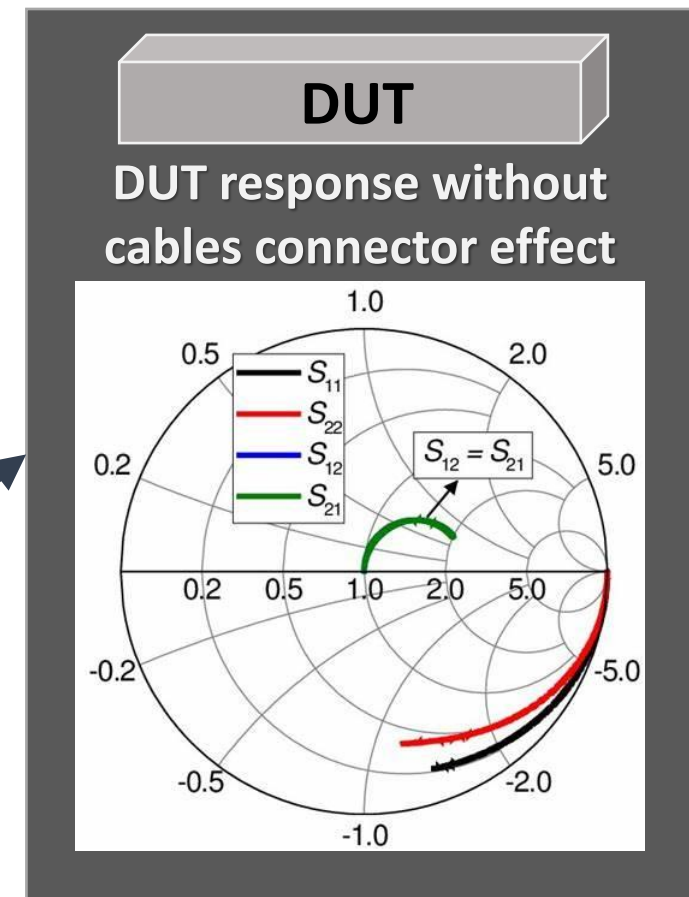 DUT
DUT response without
cables connector effect
1.0
0.5
2.0
S11
S22
S12 = S21
0.2
S12
5.0
S21
0.2 0.5 1.0 2.0 5.0
-0.2
-5.0
-0.5
-2.0
-1.0